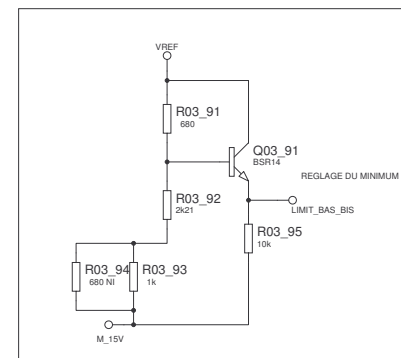 VREF
R03_91
680
Q03_91
BSR14
REGLAGE DU MINIMUM
R03_92
2k21
LIMIT_BAS_BIS
R03_95
10k
R03_94
680 NI
R03_93
1k
M_15V